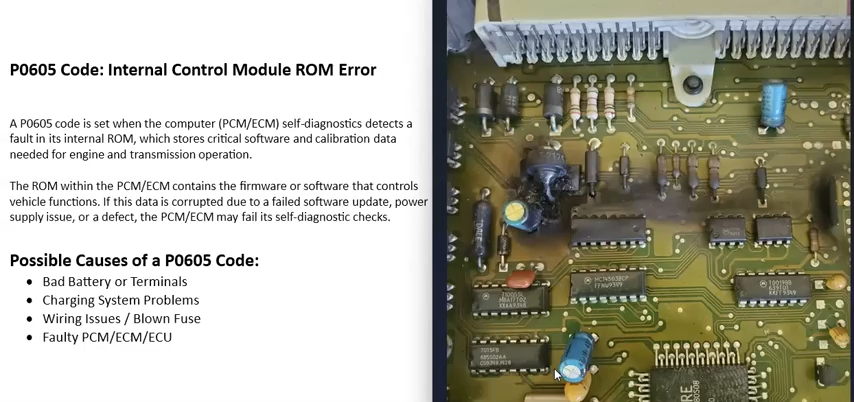 P0605 Code: Internal Control Module ROM Error
A P0605 code is set when the computer (PCM/ECM) self-diagnostics detects a
fault in its internal ROM, which stores critical software and calibration data
needed for engine and transmission operation.
The ROM within the PCM/ECM contains the firmware or software that controls
vehicle functions. If this data is corrupted due to a failed software update, power
supply issue, or a defect, the PCM/ECM may fail its self-diagnostic checks.
Possible Causes of a P0605 Code:
• Bad Battery or Terminals
• Charging System Problems
• Wiring Issues / Blown Fuse
• Faulty PCM/ECM/ECU